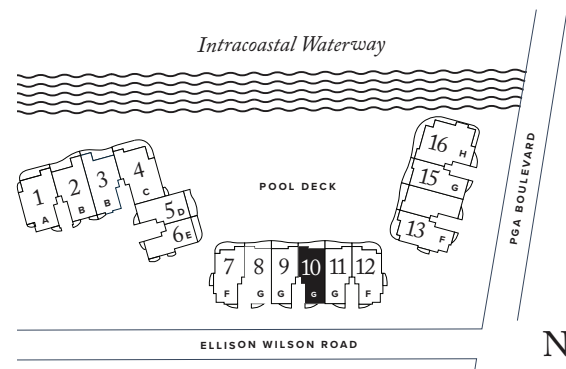 Intracoastal Waterway
PGA BOULEVARD
POOL DECK
1
A
2
B
3
B
4
C
5 D
6 E
16 H
15 G
13 F
7
F
8
G
9
G
10
G
11
G
12
F
ELLISON WILSON ROAD
N